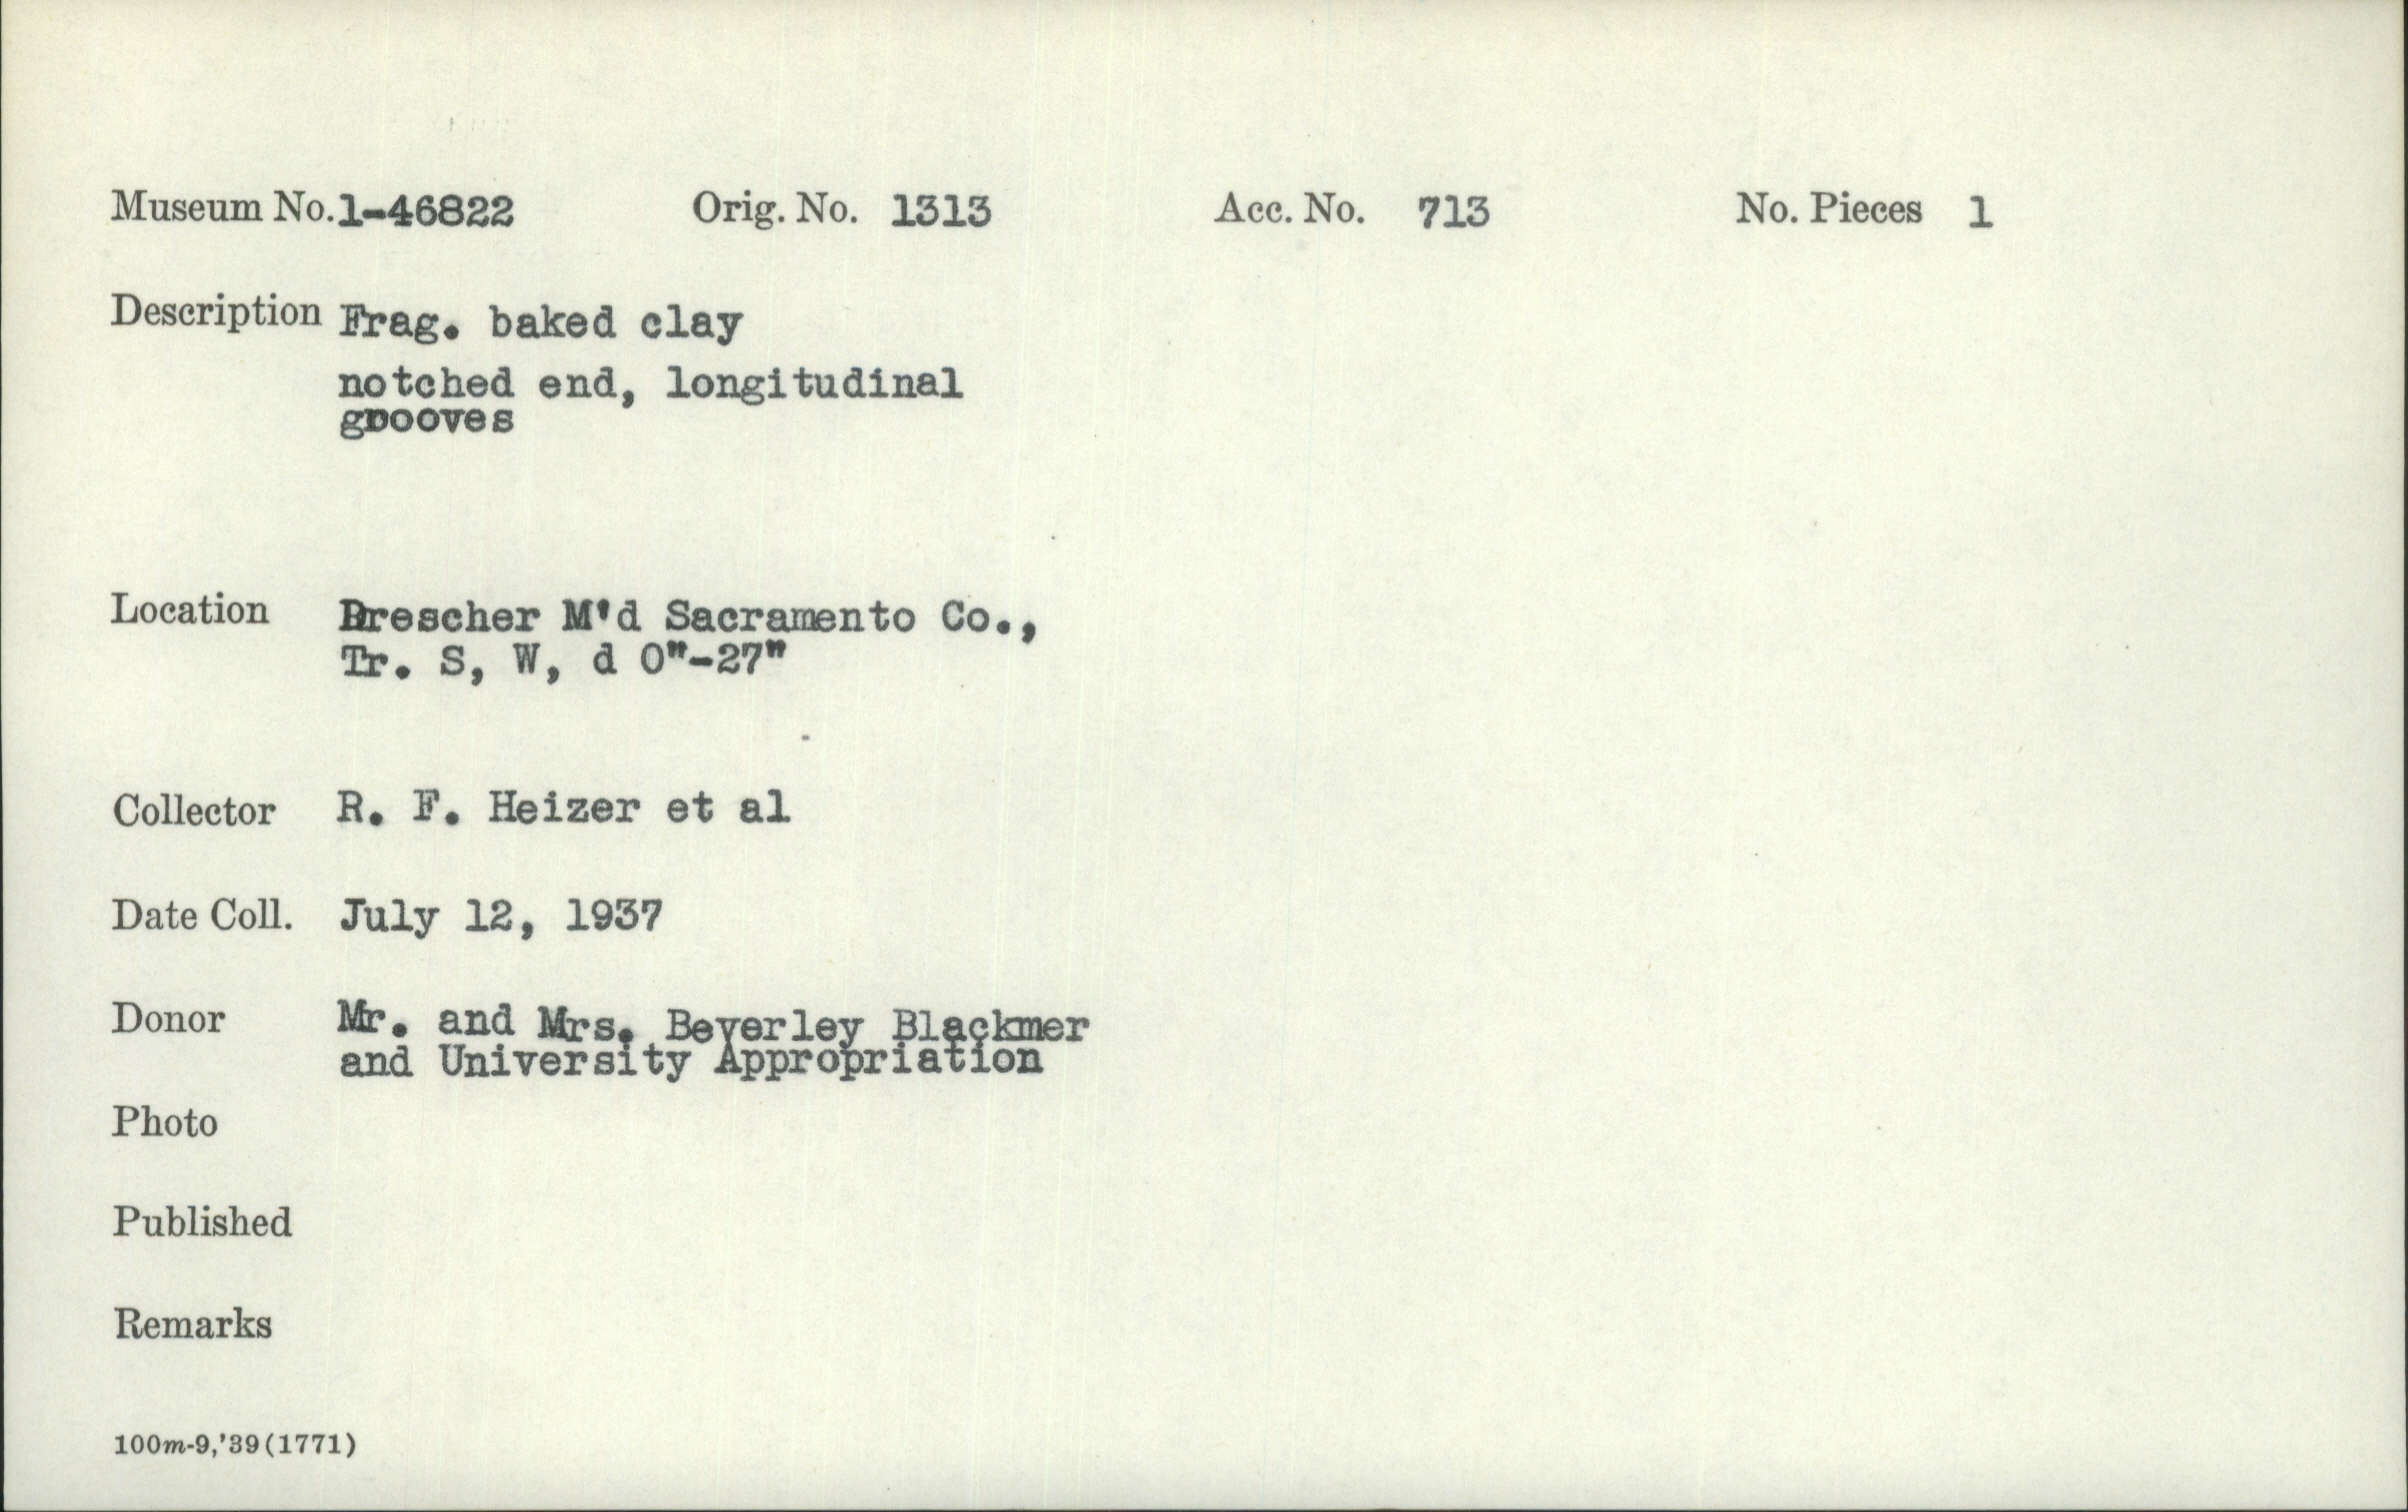 Museum No. 1-46822 Orig. No. 1313 Acc. No. 713 No. Pieces 1
Description Frag. baked clay
notched end, longitudinal
grooves
Location Drescher M'd Sacramento Co.,
Tr. S, W, d 0"-27"
Collector R. F. Heizer et al
Date Coll. July 12, 1937
Donor Mr. and Mrs. Beverley Blackmer
and University Appropriation
Photo
Published
Remarks
100m-9,'39(1771)